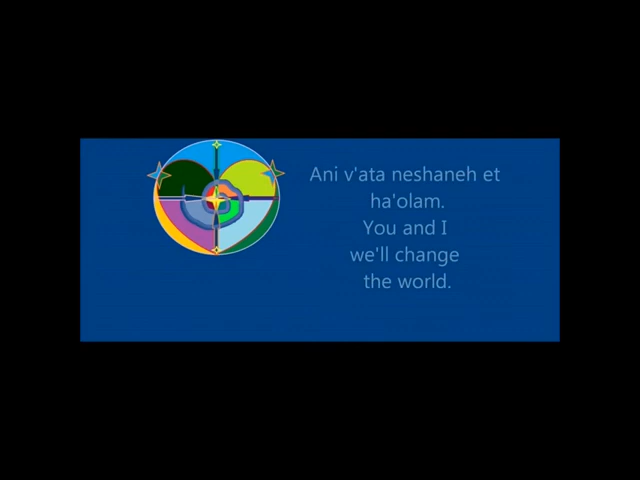 Ani v'ata neshaneh et
ha'olam.
You and I
we'll change
the world.